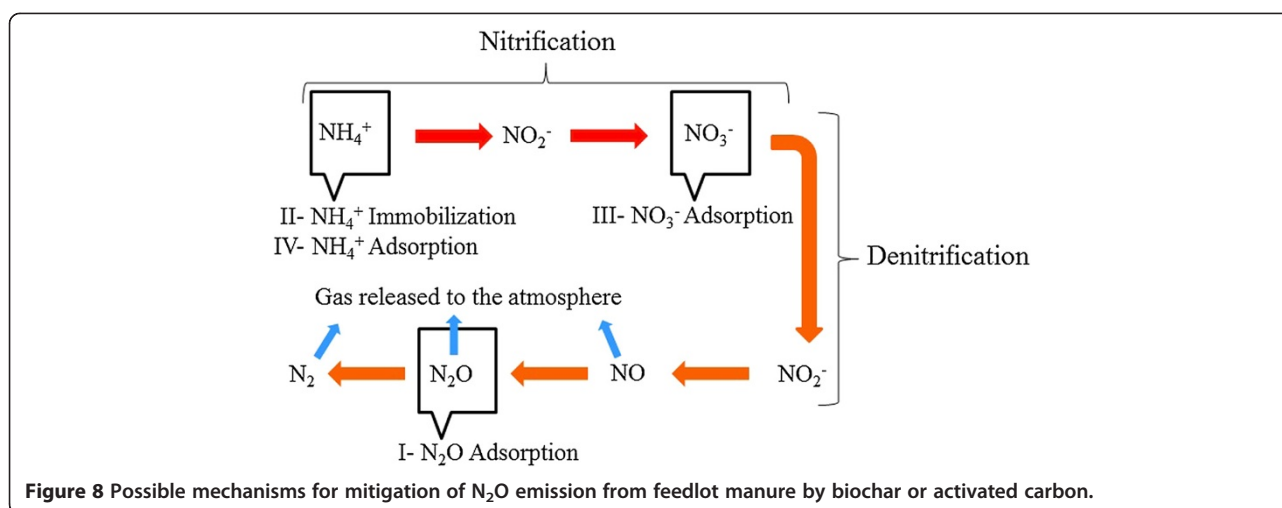 Nitrification
NH₄⁺ NO₂⁻ NO₃⁻
II- NH₄⁺ Immobilization
IV- NH₄⁺ Adsorption
III- NO₃⁻ Adsorption
Denitrification
Gas released to the atmosphere
N₂ N₂O NO NO₂⁻
I- N₂O Adsorption
Figure 8 Possible mechanisms for mitigation of N₂O emission from feedlot manure by biochar or activated carbon.